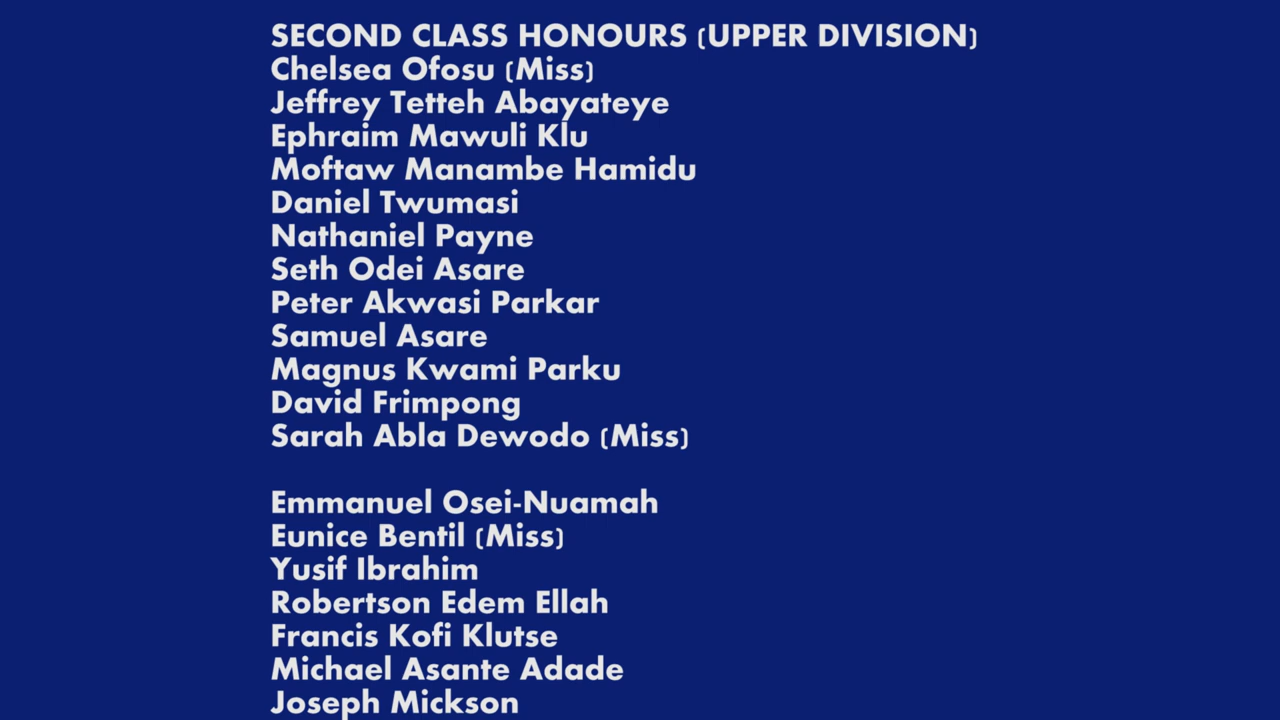 SECOND CLASS HONOURS (UPPER DIVISION)
Chelsea Ofosu (Miss)
Jeffrey Tetteh Abayateye
Ephraim Mawuli Klu
Moftaw Manambe Hamidu
Daniel Twumasi
Nathaniel Payne
Seth Odei Asare
Peter Akwasi Parkar
Samuel Asare
Magnus Kwami Parku
David Frimpong
Sarah Abla Dewodo (Miss)
Emmanuel Osei-Nuamah
Eunice Bentil (Miss)
Yusif Ibrahim
Robertson Edem Ellah
Francis Kofi Klutse
Michael Asante Adade
Joseph Mickson